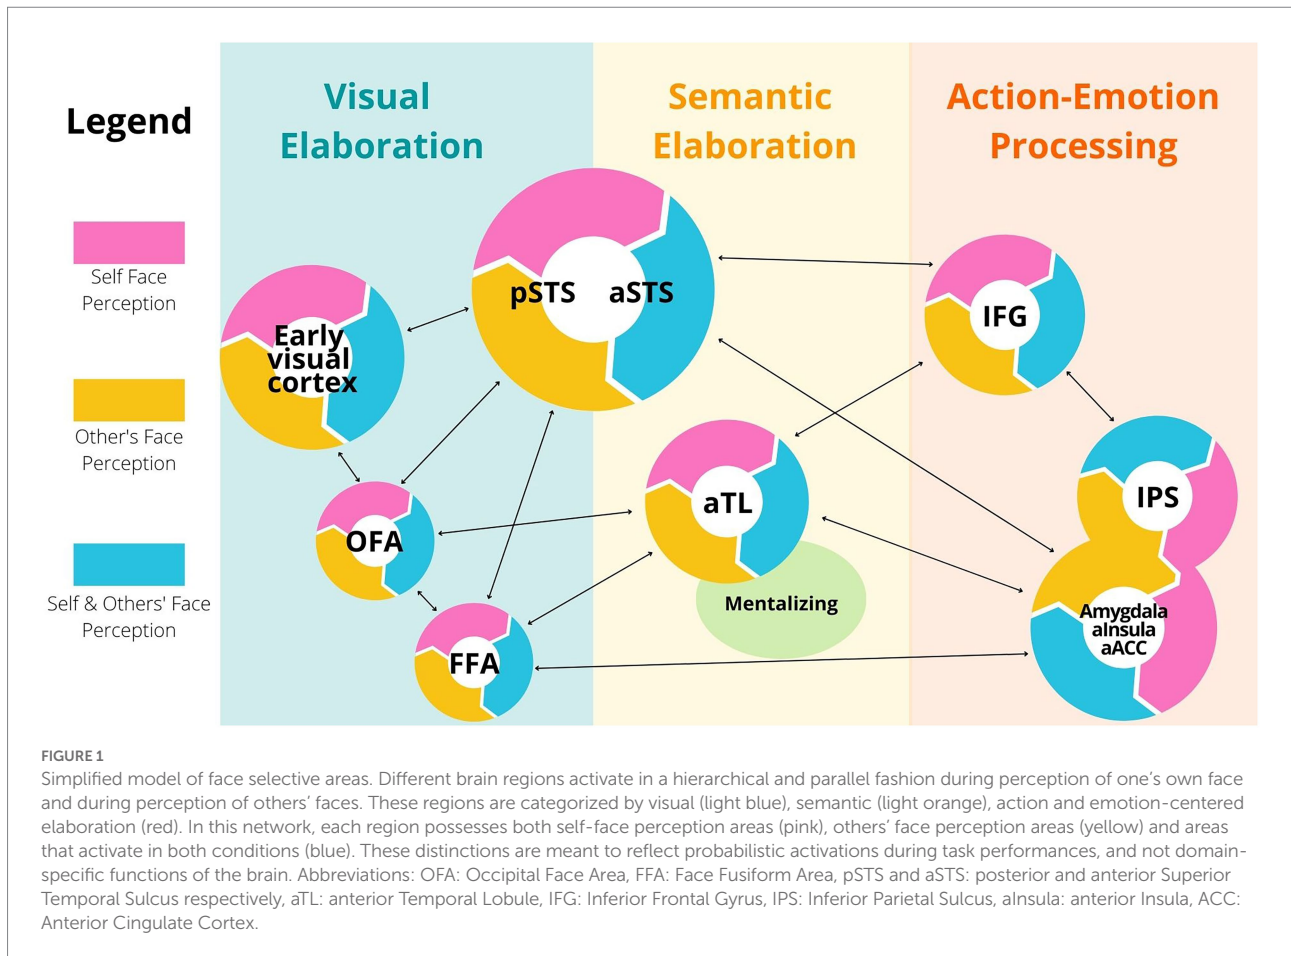 Legend
Self Face
Perception
Other's Face
Perception
Self & Others' Face
Perception
Visual
Elaboration
Semantic
Elaboration
Action-Emotion
Processing
Early
visual
cortex
pSTS aSTS
OFA
FFA
aTL
Mentalizing
IFG
IPS
Amygdala
aInsula
aACC
FIGURE 1
Simplified model of face selective areas. Different brain regions activate in a hierarchical and parallel fashion during perception of one's own face
and during perception of others' faces. These regions are categorized by visual (light blue), semantic (light orange), action and emotion-centered
elaboration (red). In this network, each region possesses both self-face perception areas (pink), others' face perception areas (yellow) and areas
that activate in both conditions (blue). These distinctions are meant to reflect probabilistic activations during task performances, and not domain-
specific functions of the brain. Abbreviations: OFA: Occipital Face Area, FFA: Face Fusiform Area, pSTS and aSTS: posterior and anterior Superior
Temporal Sulcus respectively, aTL: anterior Temporal Lobule, IFG: Inferior Frontal Gyrus, IPS: Inferior Parietal Sulcus, aInsula: anterior Insula, ACC:
Anterior Cingulate Cortex.